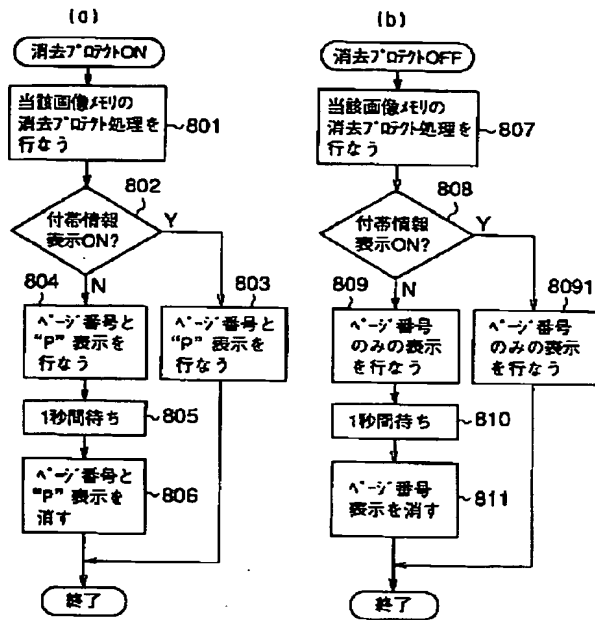 (a)
消去プロテクトON
当該画像メモリの
消去プロテクト処理を
行なう
801
802
付帯情報
表示ON?
Y
N
804
803
ページ番号と
“P” 表示を
行なう
ページ番号と
“P” 表示を
行なう
1秒間待ち
805
ページ番号と
“P” 表示を
消す
806
終了
(b)
消去プロテクトOFF
当該画像メモリの
消去プロテクト処理を
行なう
807
808
付帯情報
表示ON?
Y
N
809
8091
ページ番号
のみの表示
を行なう
ページ番号
のみの表示
を行なう
1秒間待ち
810
ページ番号
表示を消す
811
終了